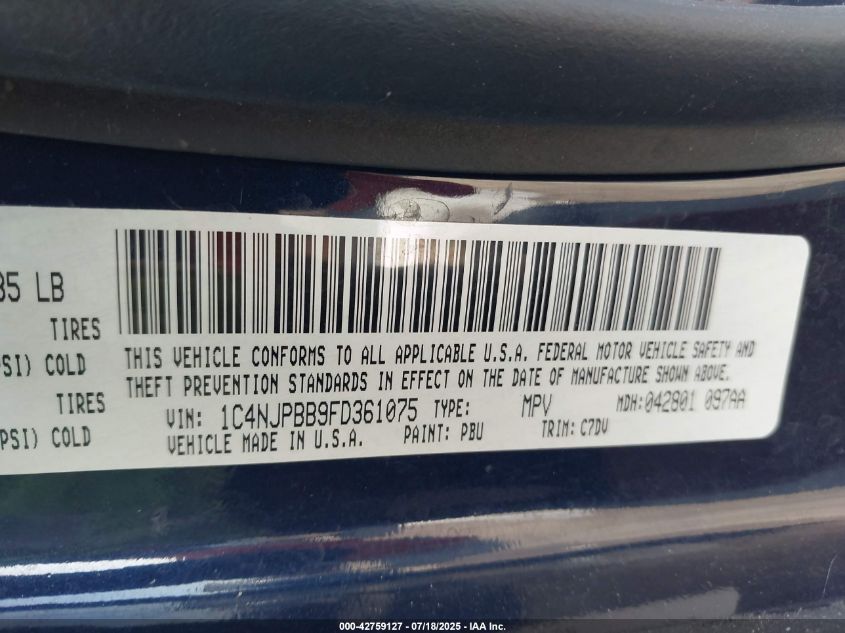 35 LB
TIRES
PSI) COLD
TIRES
PSI) COLD
THIS VEHICLE CONFORMS TO ALL APPLICABLE U.S.A. FEDERAL MOTOR VEHICLE SAFETY AND
THEFT PREVENTION STANDARDS IN EFFECT ON THE DATE OF MANUFACTURE SHOWN ABOVE.
VIN: 1C4NJPBB9FD361075 TYPE: MPV MDH:042801 097AA
VEHICLE MADE IN U.S.A. PAINT: PBU TRIM: C7DV
000-42759127 - 07/18/2025 - IAA Inc.